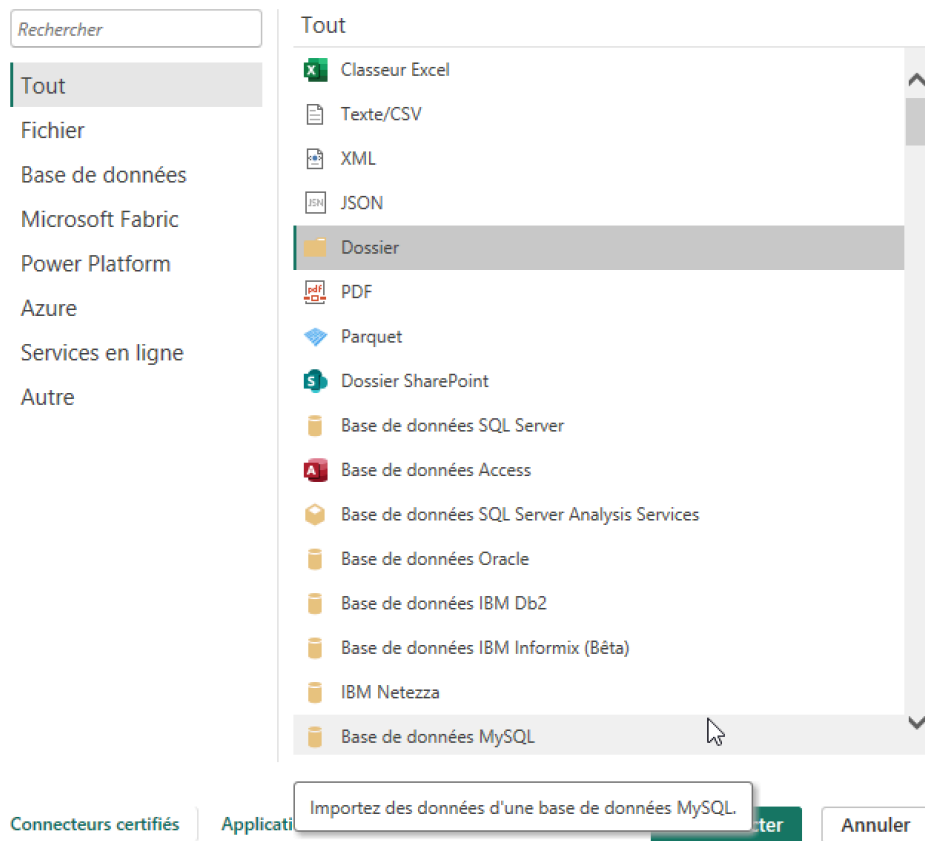 Rechercher
Tout
Fichier
Base de données
Microsoft Fabric
Power Platform
Azure
Services en ligne
Autre
Tout
Classeur Excel
Texte/CSV
XML
JSON
Dossier
PDF
Parquet
Dossier SharePoint
Base de données SQL Server
Base de données Access
Base de données SQL Server Analysis Services
Base de données Oracle
Base de données IBM Db2
Base de données IBM Informix (Bêta)
IBM Netezza
Base de données MySQL
Importez des données d'une base de données MySQL.
Connecteurs certifiés
Annuler